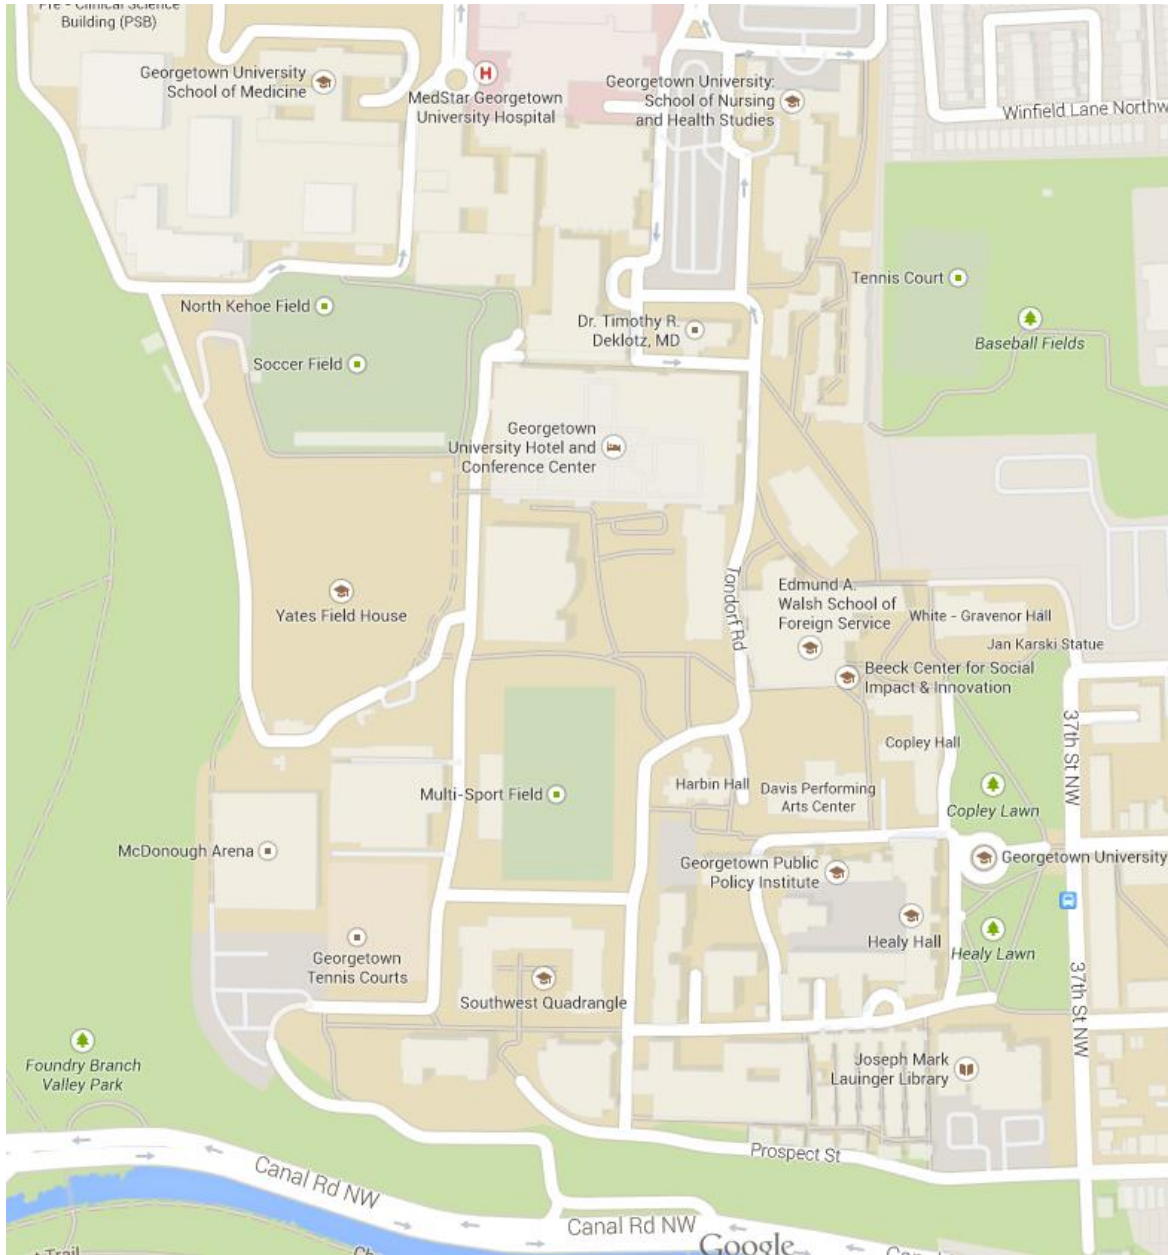 Pre - Clinical Science
Building (PSB)
Georgetown University
School of Medicine
H
MedStar Georgetown
University Hospital
Georgetown University:
School of Nursing
and Health Studies
Winfield Lane Northw
North Kehoe Field
Soccer Field
Dr. Timothy R.
Deklotz, MD
Tennis Court
Baseball Fields
Georgetown
University Hotel and
Conference Center
Yates Field House
Tondorf Rd
Edmund A.
Walsh School of
Foreign Service
White - Gravenor Hall
Jan Karski Statue
Beeck Center for Social
Impact & Innovation
37th St NW
Copley Hall
Copley Lawn
Harbin Hall
Davis Performing
Arts Center
Multi-Sport Field
McDonough Arena
Georgetown Public
Policy Institute
Georgetown University
Healy Hall
Healy Lawn
37th St NW
Georgetown
Tennis Courts
Southwest Quadrangle
Foundry Branch
Valley Park
Joseph Mark
Lauinger Library
Prospect St
Canal Rd NW
Canal Rd NW
Google
Trail